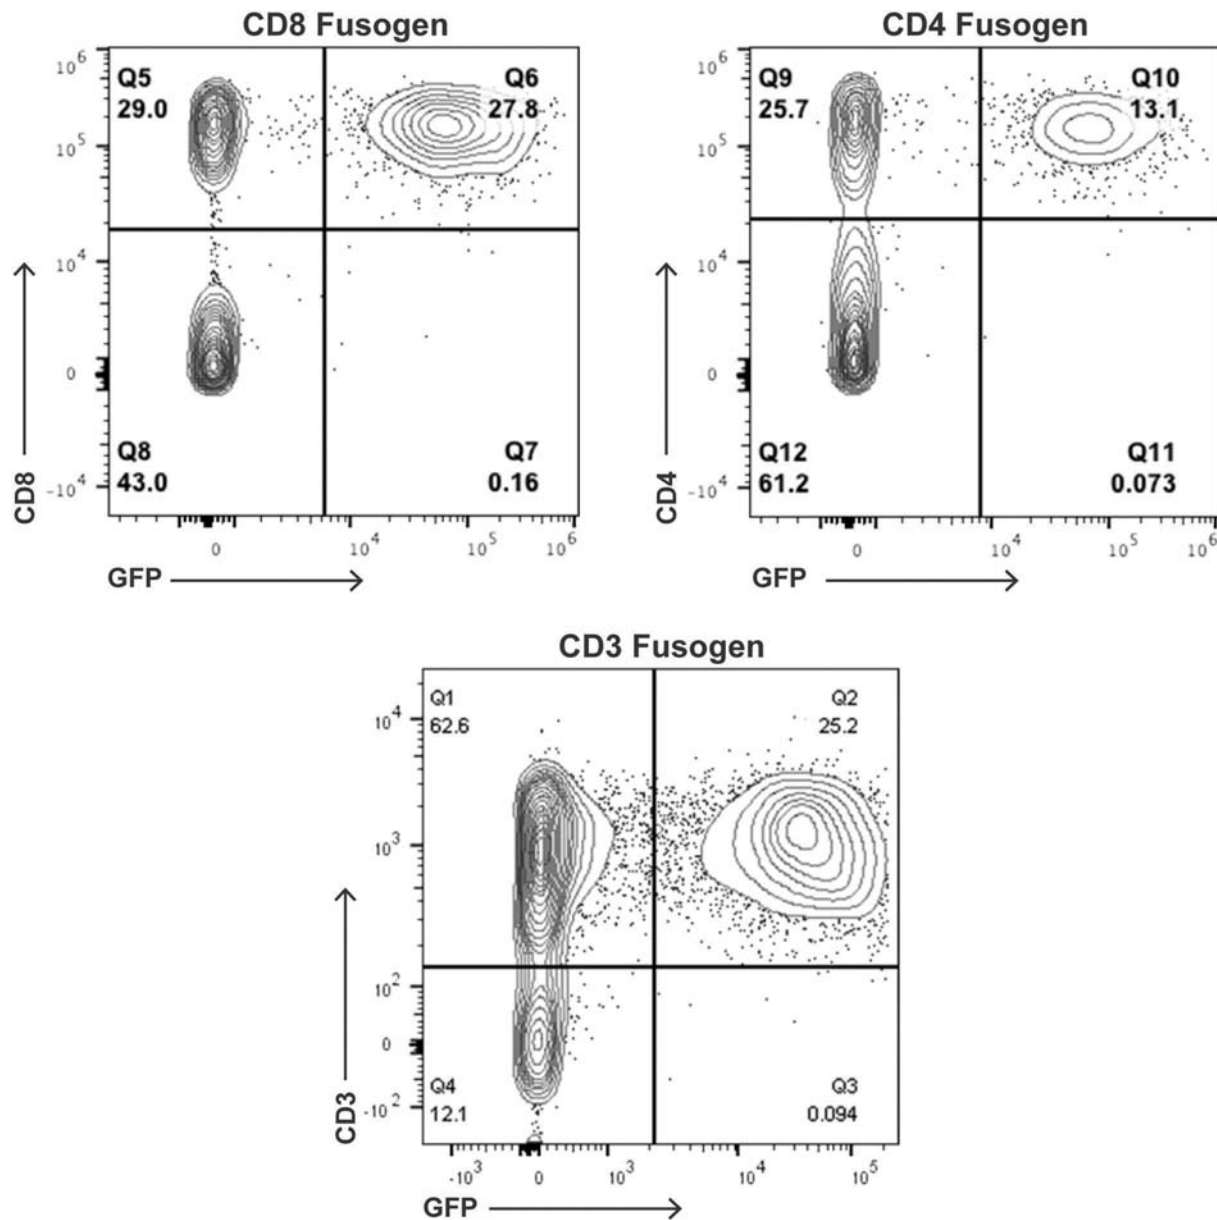 CD8 Fusogen
10^6
Q5
29.0
Q6
27.8
10^5
10^4
0
Q8
43.0
Q7
0.16
-10^4
CD8
0
10^4
10^5
10^6
GFP
CD4 Fusogen
10^6
Q9
25.7
Q10
13.1
10^5
10^4
0
Q12
61.2
Q11
0.073
-10^4
CD4
0
10^4
10^5
10^6
GFP
CD3 Fusogen
Q1
62.6
Q2
25.2
10^4
10^3
10^2
0
Q4
12.1
Q3
0.094
-10^2
CD3
-10^3
0
10^3
10^4
10^5
GFP